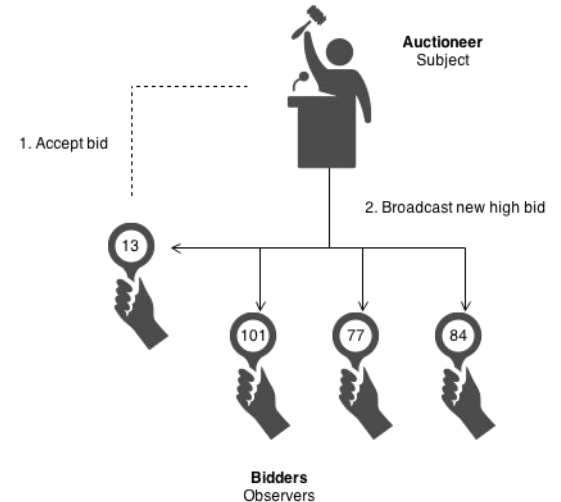 Auctioneer
Subject
1. Accept bid
2. Broadcast new high bid
13
101
77
84
Bidders
Observers